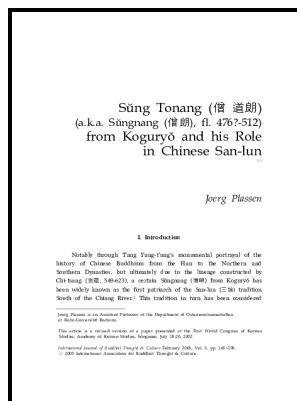 Sŭng Tonang (僧 道朗)
(a.k.a. Sŭngnang (僧朗), fl. 476?-512)
from Koguryŏ and his Role
in Chinese San-lun
Joerg Plassen
I. Introduction
Notably through Tang Yung-t'ung's monumental portrayal of the
history of Chinese Buddhism from the Han to the Northern and
Southern Dynasties, but ultimately due to the lineage constructed by
Chi-tsang (吉藏, 549-623), a certain Sŭngnang (僧朗) from Koguryŏ has
been widely known as the first patriarch of the San-lun (三論) tradition
South of the Chiang River.¹ This tradition in turn has been considered
Joerg Plassen is an Assistant Professor of the Department of Ostasienwissenschaften
at Ruhr-Universität Bochum.
This article is a revised version of a paper presented at the First World Congress of Korean
Studies, Academy of Korean Studies, Sŏngnam, July 18-20, 2002.
International Journal of Buddhist Thought & Culture February 2005, Vol. 5, pp. 165-198.
ⓒ 2005 International Association for Buddhist Thought & Culture